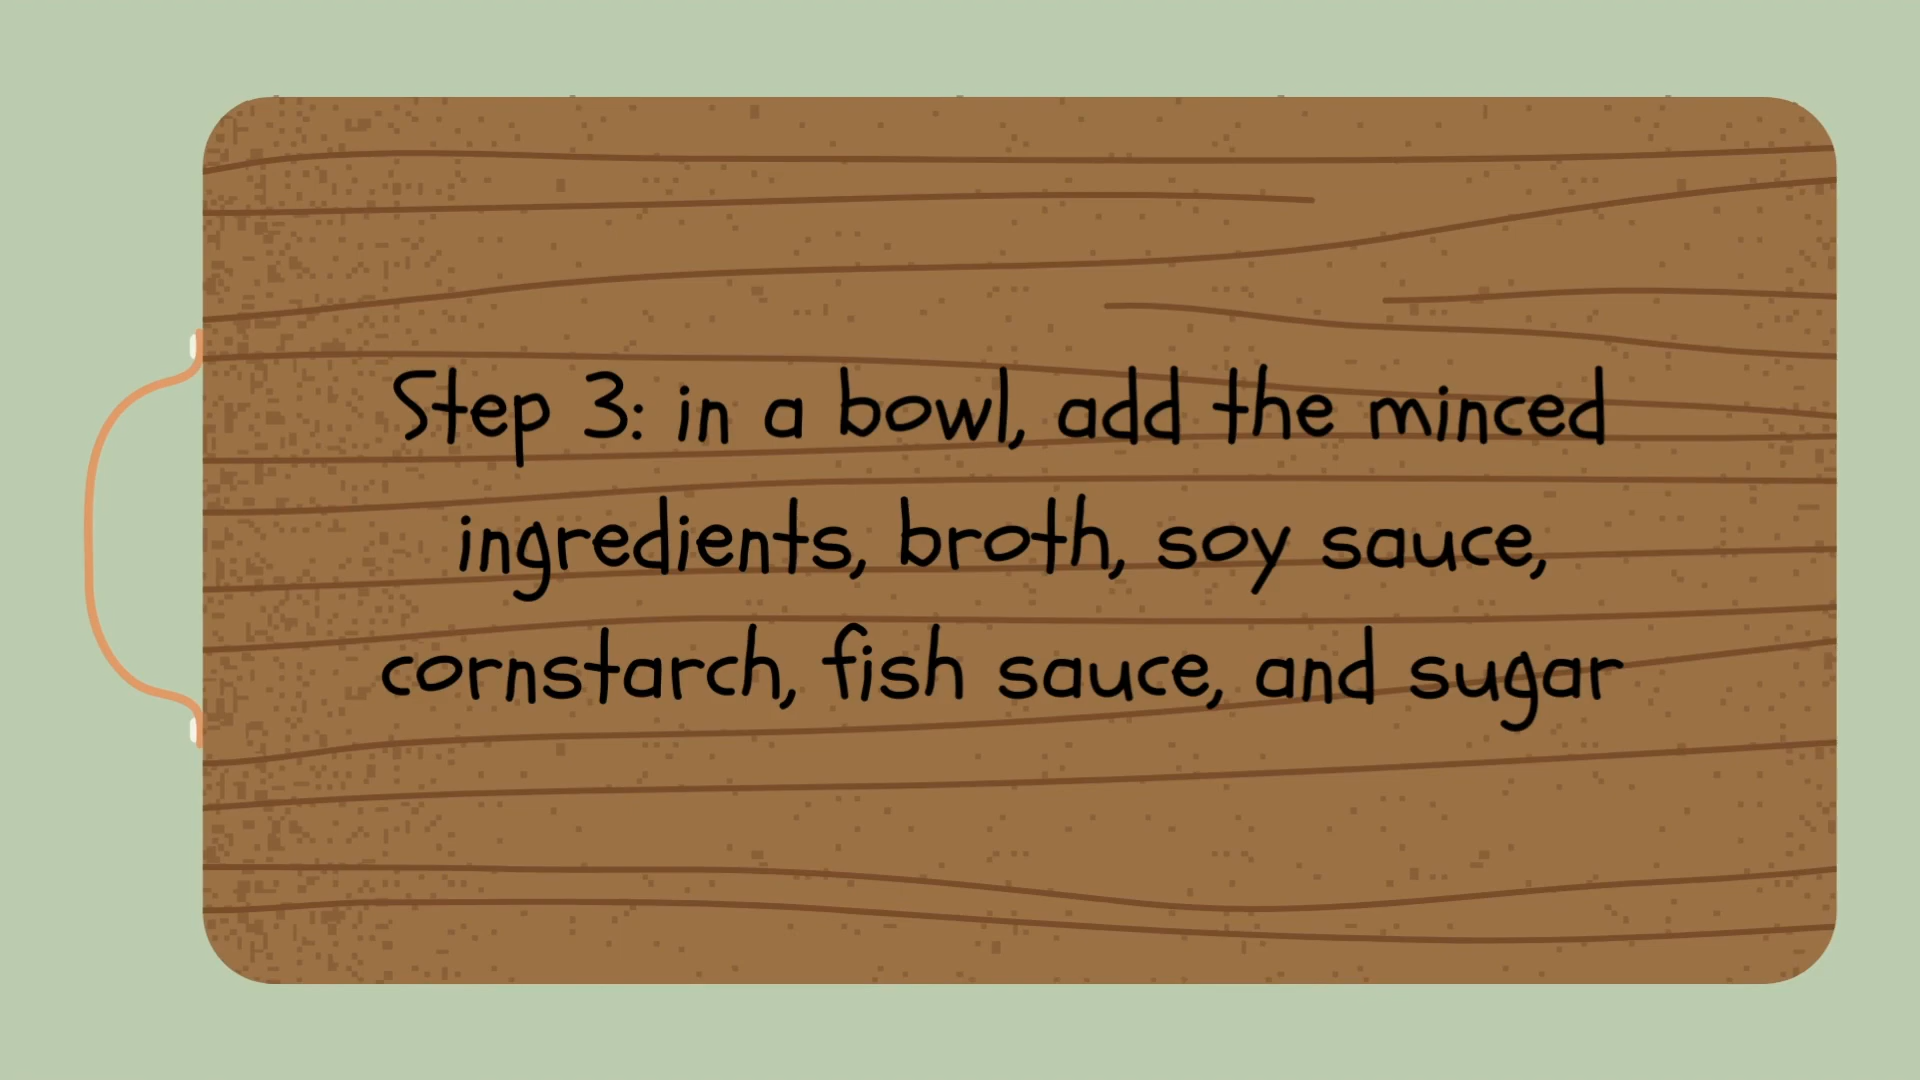 Step 3: in a bowl, add the minced
ingredients, broth, soy sauce,
cornstarch, fish sauce, and sugar